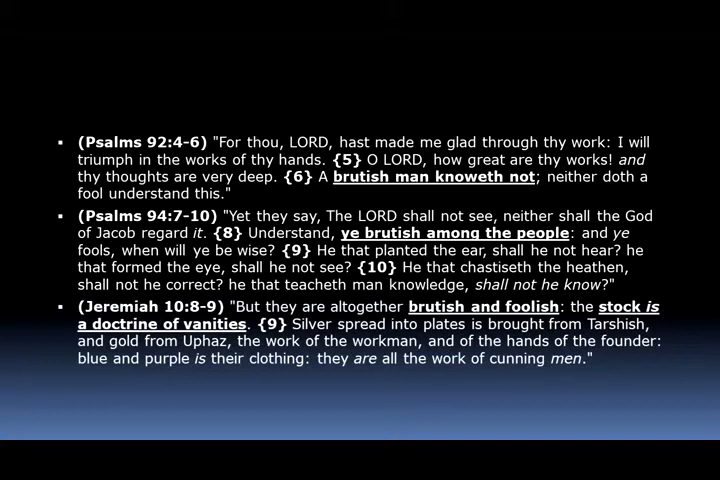 ▪ (Psalms 92:4-6) "For thou, LORD, hast made me glad through thy work: I will
triumph in the works of thy hands. {5} O LORD, how great are thy works! and
thy thoughts are very deep. {6} A brutish man knoweth not; neither doth a
fool understand this."
▪ (Psalms 94:7-10) "Yet they say, The LORD shall not see, neither shall the God
of Jacob regard it. {8} Understand, ye brutish among the people: and ye
fools, when will ye be wise? {9} He that planted the ear, shall he not hear? he
that formed the eye, shall he not see? {10} He that chastiseth the heathen,
shall not he correct? he that teacheth man knowledge, shall not he know?"
▪ (Jeremiah 10:8-9) "But they are altogether brutish and foolish: the stock is
a doctrine of vanities. {9} Silver spread into plates is brought from Tarshish,
and gold from Uphaz, the work of the workman, and of the hands of the founder:
blue and purple is their clothing: they are all the work of cunning men."